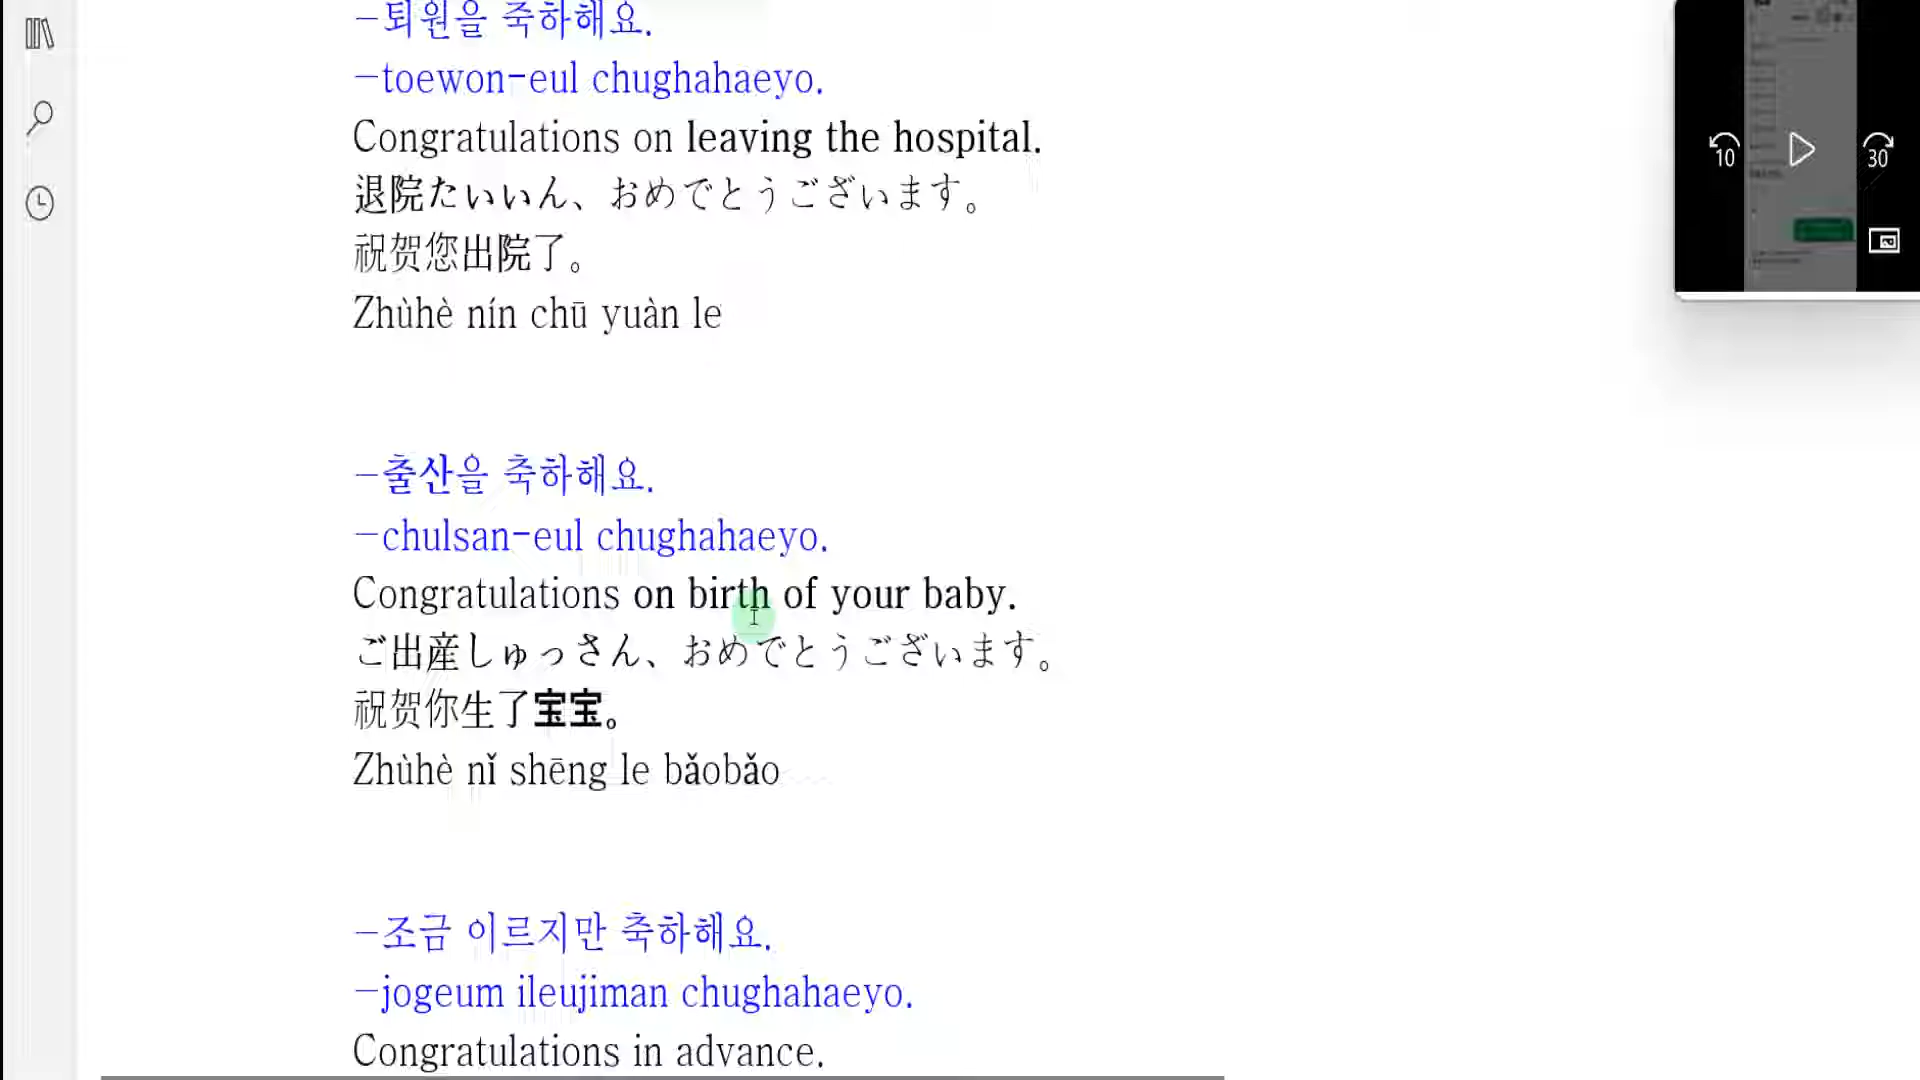 –퇴원을 축하해요.
–toewon-eul chughahaeyo.
Congratulations on leaving the hospital.
退院たいいん、おめでとうございます。
祝贺您出院了。
Zhùhè nín chū yuàn le
–출산을 축하해요.
–chulsan-eul chughahaeyo.
Congratulations on birth of your baby.
ご出産しゅっさん、おめでとうございます。
祝贺你生了宝宝。
Zhùhè nǐ shēng le bǎobǎo
–조금 이르지만 축하해요.
–jogeum ileujiman chughahaeyo.
Congratulations in advance.
10
30